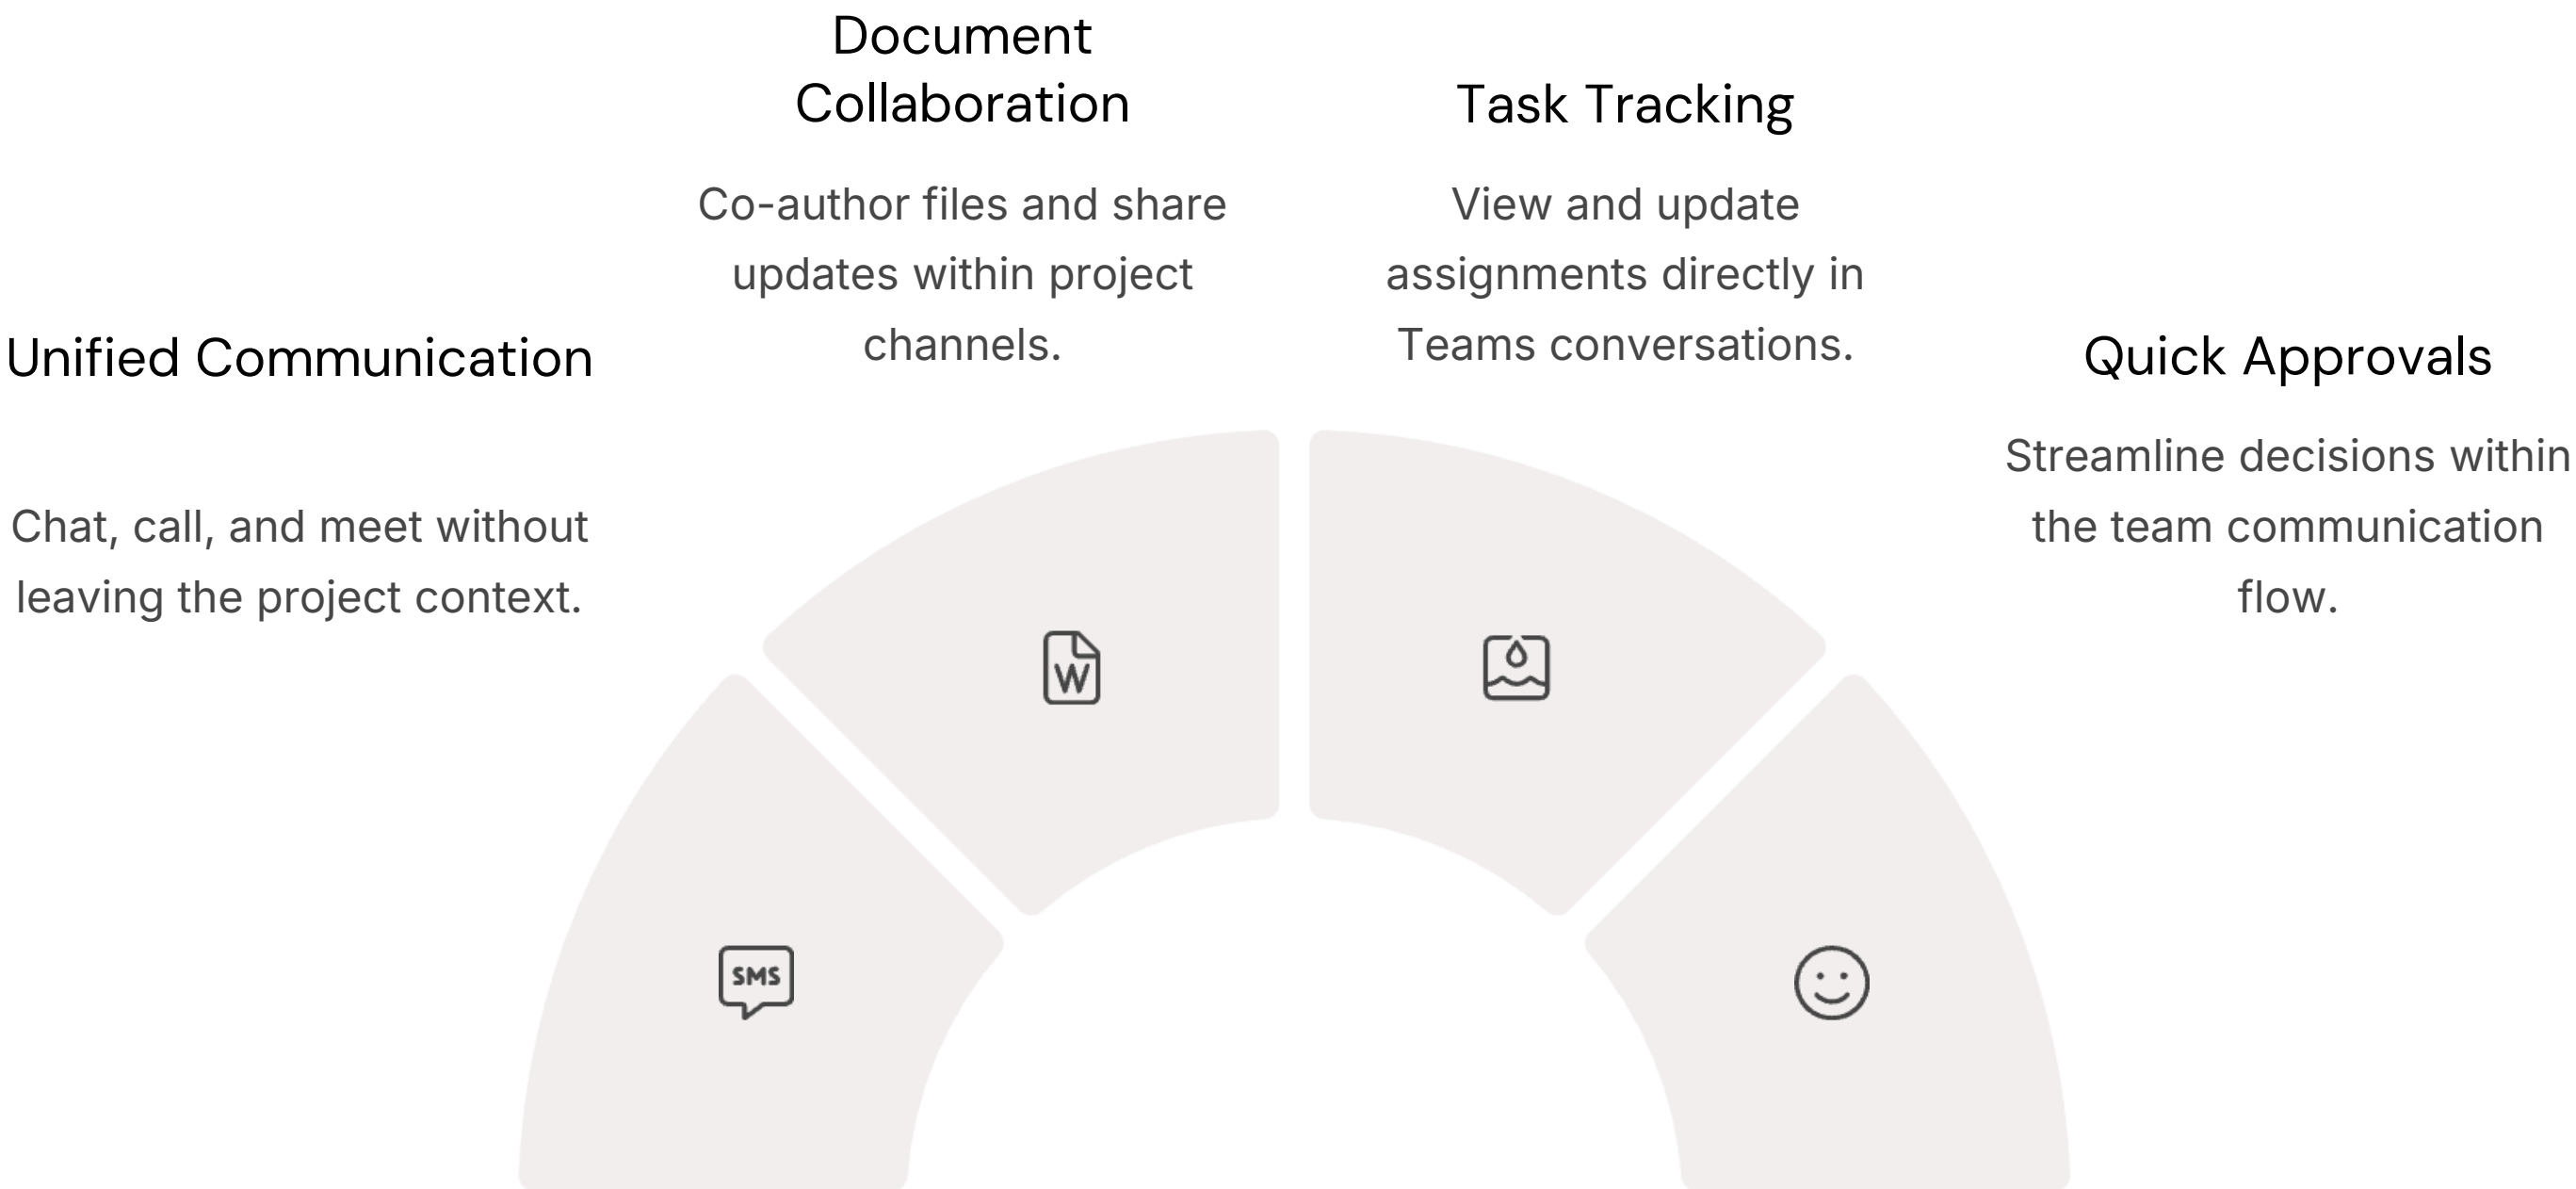 Unified Communication
Chat, call, and meet without
leaving the project context.
Document
Collaboration
Co-author files and share
updates within project
channels.
Task Tracking
View and update
assignments directly in
Teams conversations.
Quick Approvals
Streamline decisions within
the team communication
flow.
W
SMS